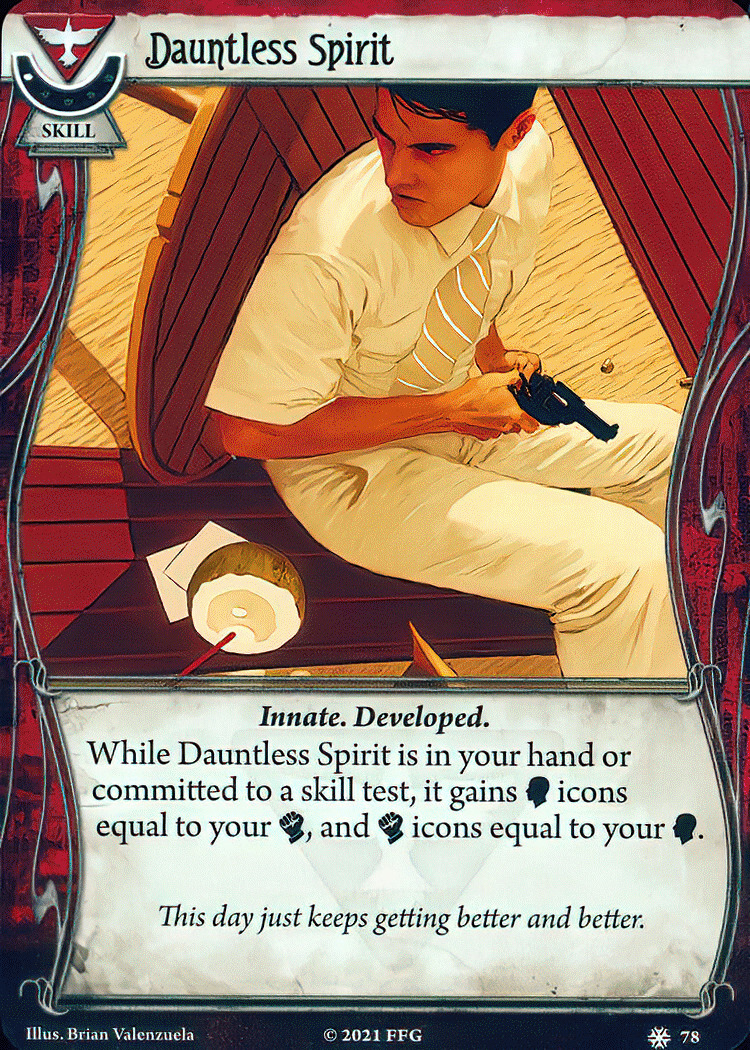 Dauntless Spirit
SKILL
Innate. Developed.
While Dauntless Spirit is in your hand or
committed to a skill test, it gains icons
equal to your , and icons equal to your .
This day just keeps getting better and better.
Illus. Brian Valenzuela
© 2021 FFG
78